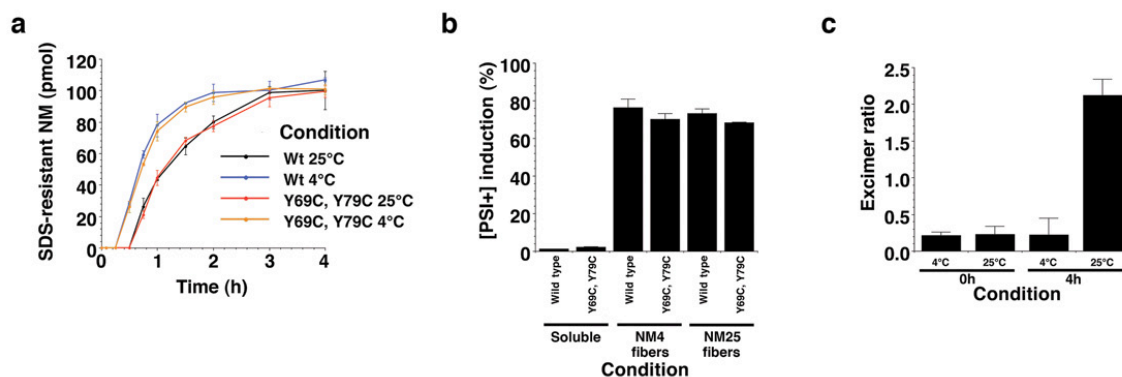 a
SDS-resistant NM (pmol)
120
100
80
60
40
20
0
0
1
2
3
4
Time (h)
Condition
Wt 25°C
Wt 4°C
Y69C, Y79C 25°C
Y69C, Y79C 4°C
b
[PSI+] induction (%)
100
80
60
40
20
0
Wild type
Y69C, Y79C
Wild type
Y69C, Y79C
Wild type
Y69C, Y79C
Soluble
NM4
fibers
NM25
fibers
Condition
c
Excimer ratio
2.5
2.0
1.5
1.0
0.5
0.0
4°C
25°C
4°C
25°C
0h
4h
Condition